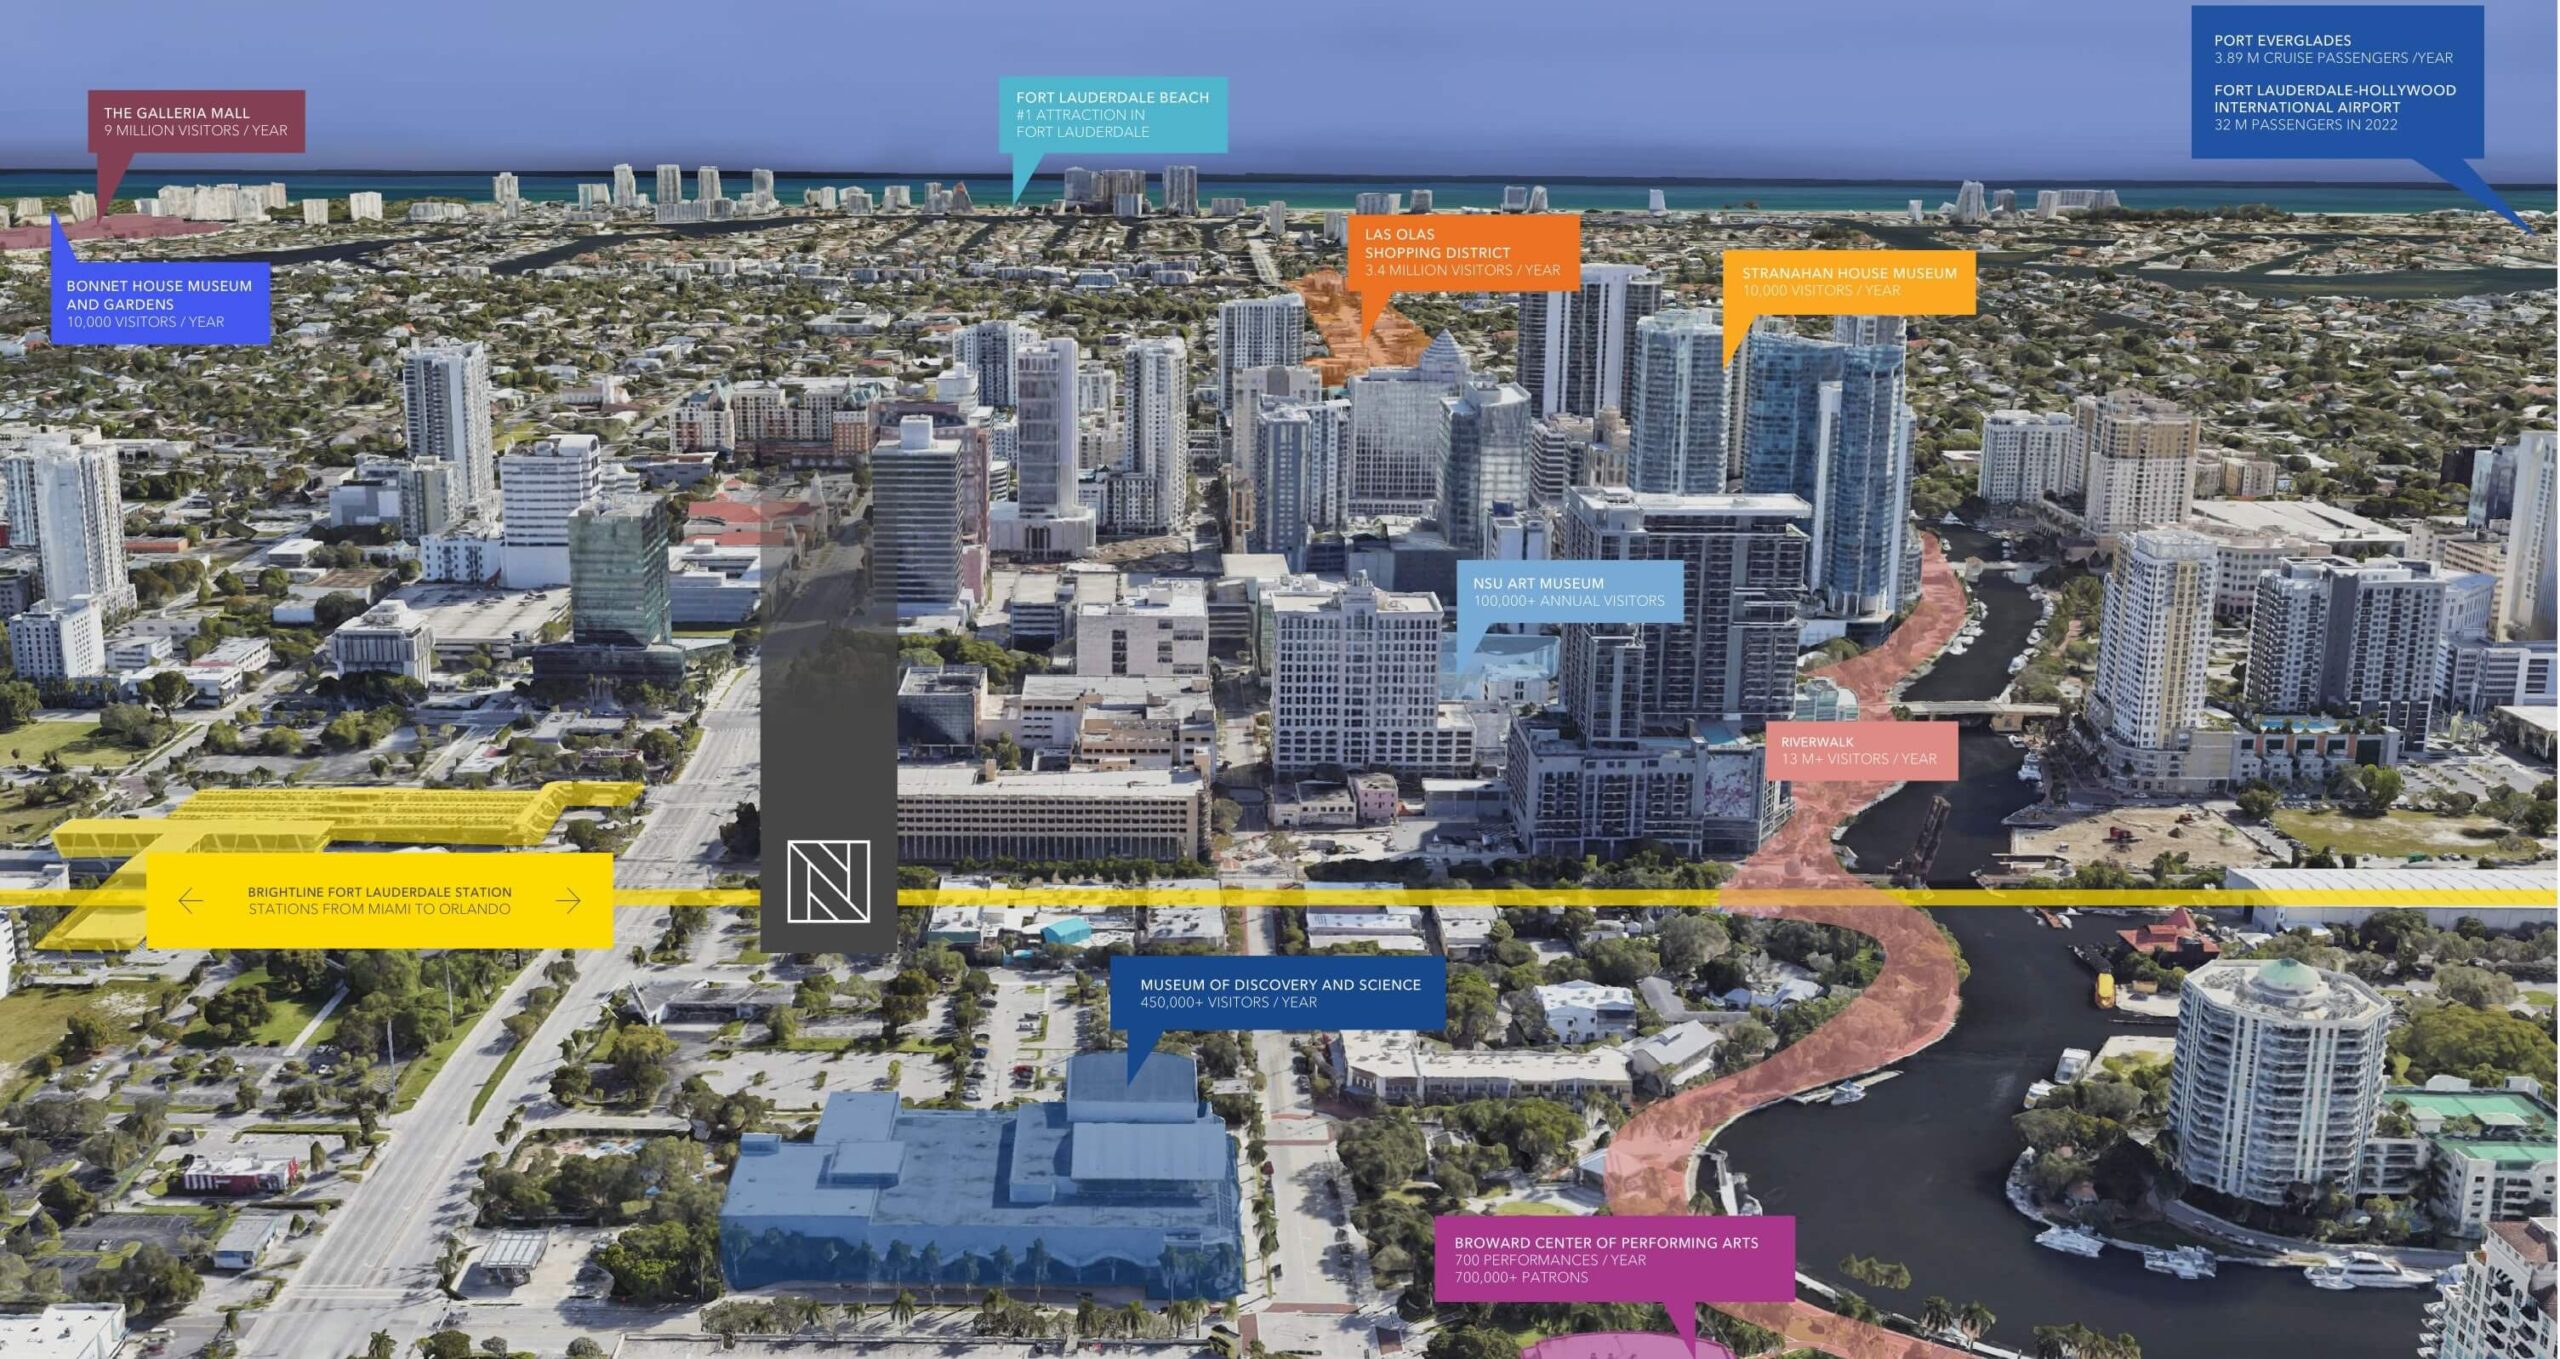 PORT EVERGLADES
3.89 M CRUISE PASSENGERS /YEAR
FORT LAUDERDALE-HOLLYWOOD
INTERNATIONAL AIRPORT
32 M PASSENGERS IN 2022
FORT LAUDERDALE BEACH
#1 ATTRACTION IN
FORT LAUDERDALE
THE GALLERIA MALL
9 MILLION VISITORS / YEAR
LAS OLAS
SHOPPING DISTRICT
3.4 MILLION VISITORS / YEAR
STRANAHAN HOUSE MUSEUM
10,000 VISITORS / YEAR
BONNET HOUSE MUSEUM
AND GARDENS
10,000 VISITORS / YEAR
NSU ART MUSEUM
100,000+ ANNUAL VISITORS
RIVERWALK
13 M+ VISITORS / YEAR
N
← BRIGHTLINE FORT LAUDERDALE STATION →
STATIONS FROM MIAMI TO ORLANDO
MUSEUM OF DISCOVERY AND SCIENCE
450,000+ VISITORS / YEAR
BROWARD CENTER OF PERFORMING ARTS
700 PERFORMANCES / YEAR
700,000+ PATRONS